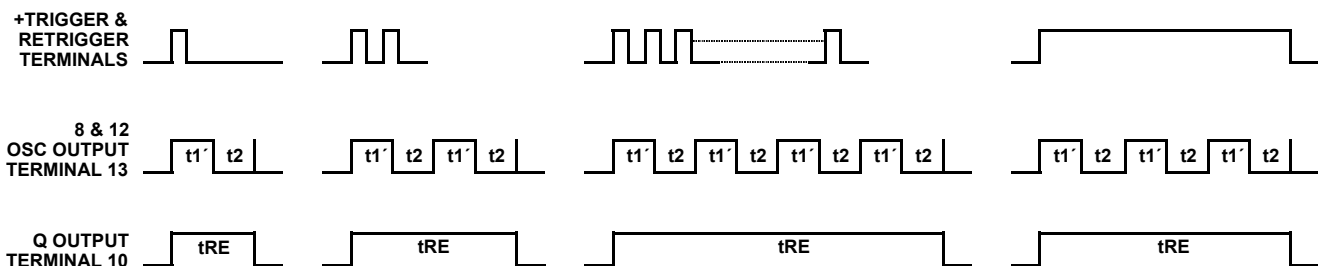 +TRIGGER &
RETRIGGER
TERMINALS
8 & 12
OSC OUTPUT
TERMINAL 13
t1´ t2
t1´ t2 t1´ t2
t1´ t2 t1´ t2 t1´ t2 t1´ t2
t1´ t2 t1´ t2 t1´ t2
Q OUTPUT
TERMINAL 10
tRE
tRE
tRE
tRE